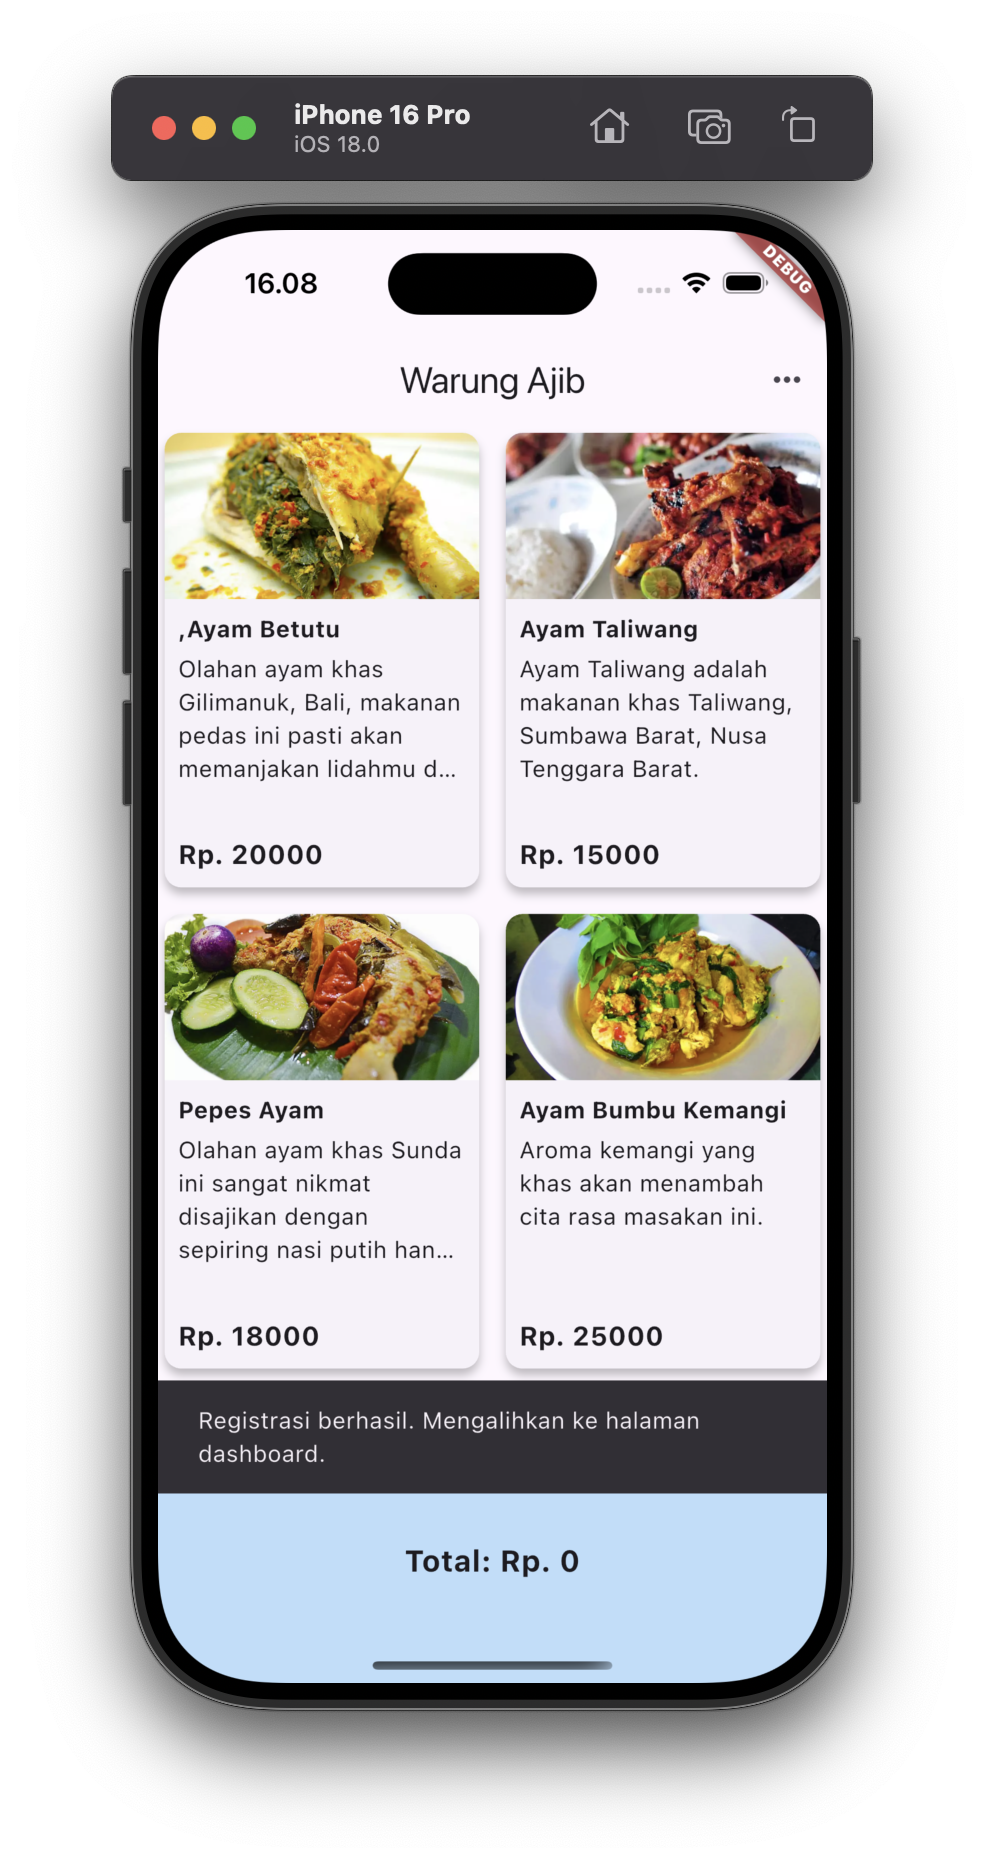 iPhone 16 Pro
iOS 18.0
16.08
DEBUG
Warung Ajib
,Ayam Betutu
Olahan ayam khas
Gilimanuk, Bali, makanan
pedas ini pasti akan
memanjakan lidahmu d...
Rp. 20000
Ayam Taliwang
Ayam Taliwang adalah
makanan khas Taliwang,
Sumbawa Barat, Nusa
Tenggara Barat.
Rp. 15000
Pepes Ayam
Olahan ayam khas Sunda
ini sangat nikmat
disajikan dengan
sepiring nasi putih han...
Rp. 18000
Ayam Bumbu Kemangi
Aroma kemangi yang
khas akan menambah
cita rasa masakan ini.
Rp. 25000
Registrasi berhasil. Mengalihkan ke halaman
dashboard.
Total: Rp. 0